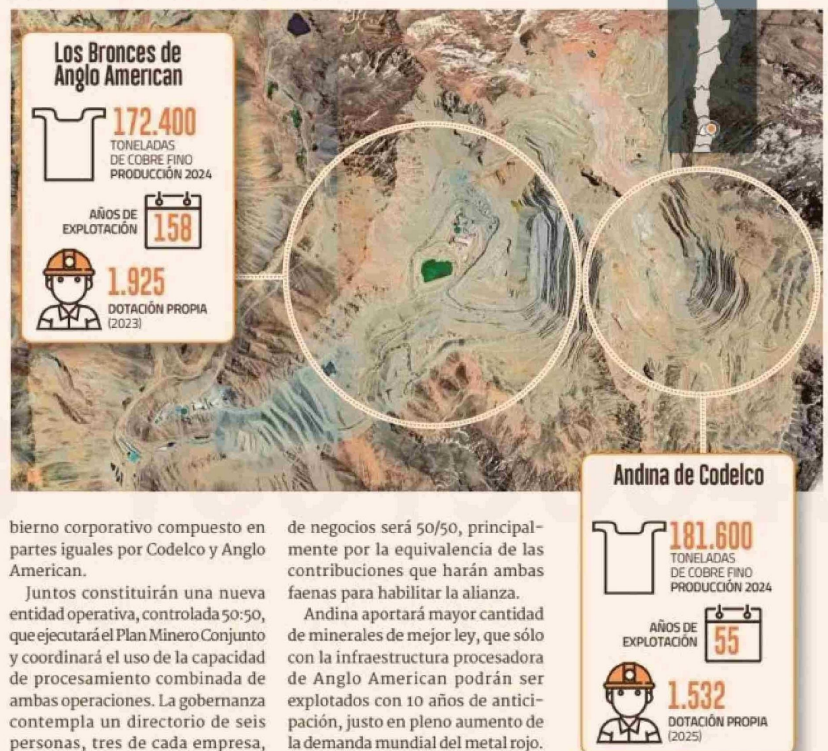 Los Bronces de
Anglo American
172.400
TONELADAS
DE COBRE FINO
PRODUCCIÓN 2024
AÑOS DE
EXPLOTACIÓN
158
1.925
DOTACIÓN PROPIA
(2023)
Andina de Codelco
181.600
TONELADAS
DE COBRE FINO
PRODUCCIÓN 2024
AÑOS DE
EXPLOTACIÓN
55
1.532
DOTACIÓN PROPIA
(2025)
bierno corporativo compuesto en
partes iguales por Codelco y Anglo
American.
Juntos constituirán una nueva
entidad operativa, controlada 50:50,
que ejecutará el Plan Minero Conjunto
y coordinará el uso de la capacidad
de procesamiento combinada de
ambas operaciones. La gobernanza
contempla un directorio de seis
personas, tres de cada empresa,
de negocios será 50/50, principal-
mente por la equivalencia de las
contribuciones que harán ambas
faenas para habilitar la alianza.
Andina aportará mayor cantidad
de minerales de mejor ley, que sólo
con la infraestructura procesadora
de Anglo American podrán ser
explotados con 10 años de antici-
pación, justo en pleno aumento de
la demanda mundial del metal rojo.